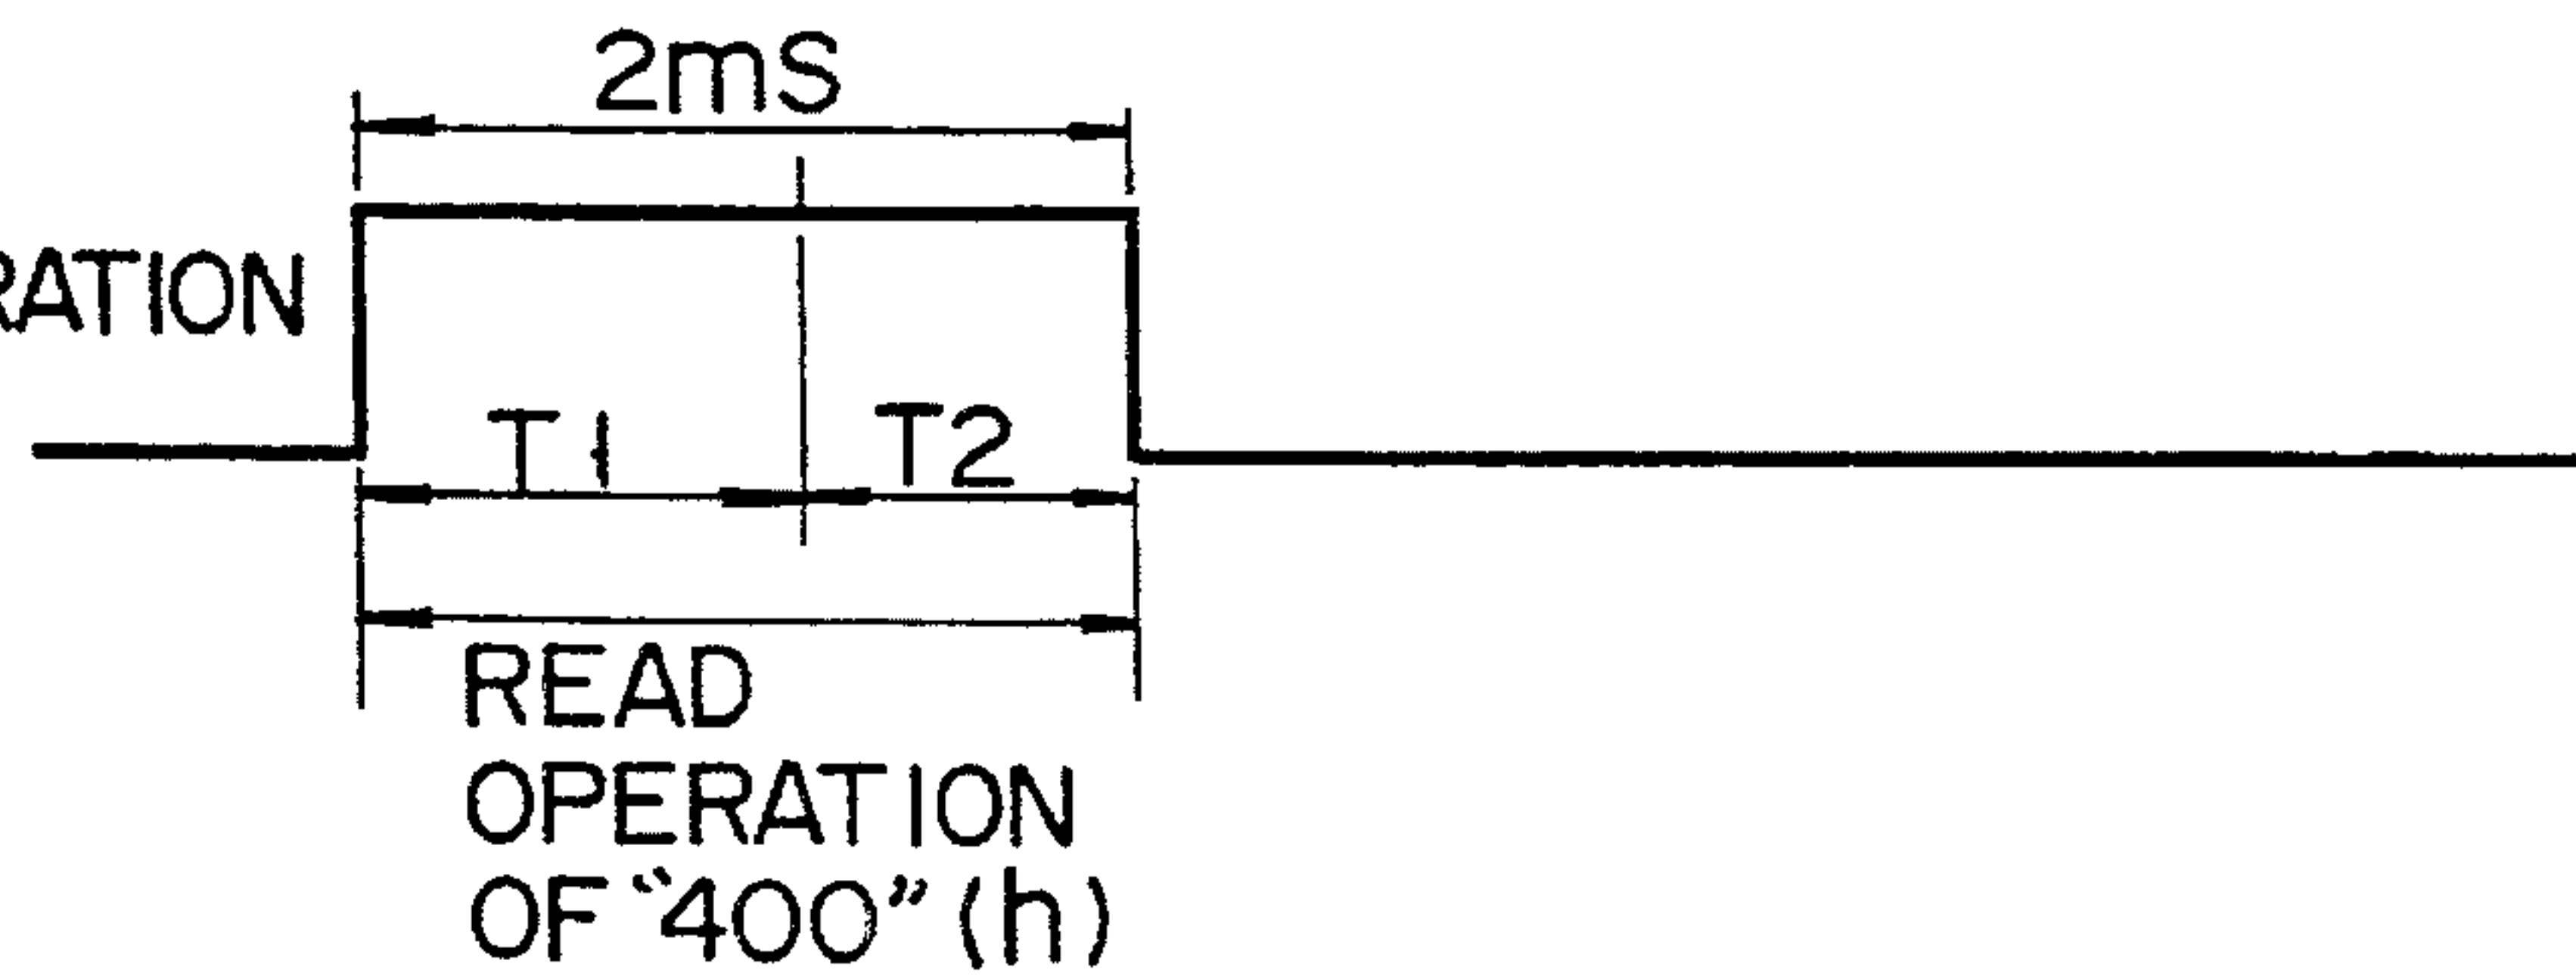 2mS
RATION
T1 T2
READ
OPERATION
OF "400" (h)